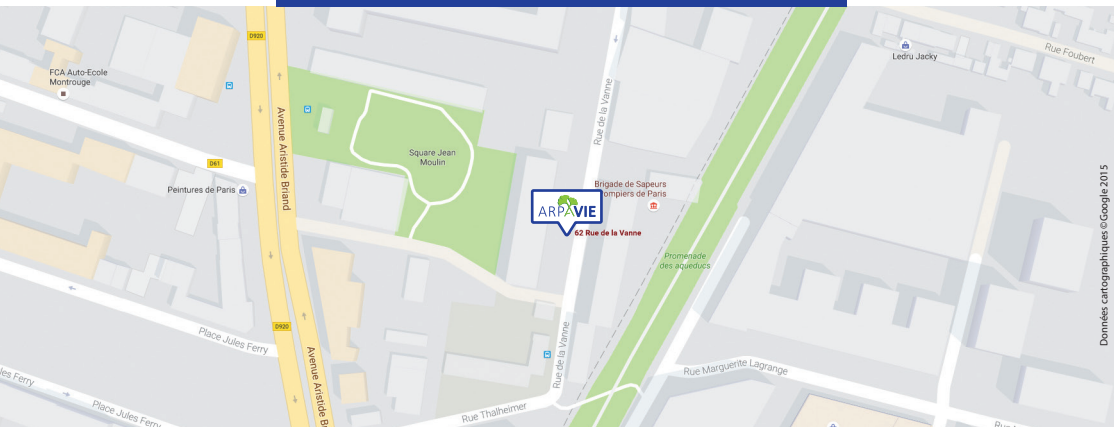 D920
FCA Auto-Ecole
Montrouge
Ledru Jacky
Rue Foubert
Rue de la Vanne
Avenue Aristide Briand
Square Jean
Moulin
D61
Peintures de Paris
Brigade de Sapeurs
ompiers de Paris
ARPAVIE
62 Rue de la Vanne
Promenade
des aqueducs
Données cartographiques ©Google 2015
D920
Place Jules Ferry
Avenue Aristide B
Rue de la Vanne
Rue Marguerite Lagrange
les Ferry
Place Jules Ferry
Rue Thalheimer